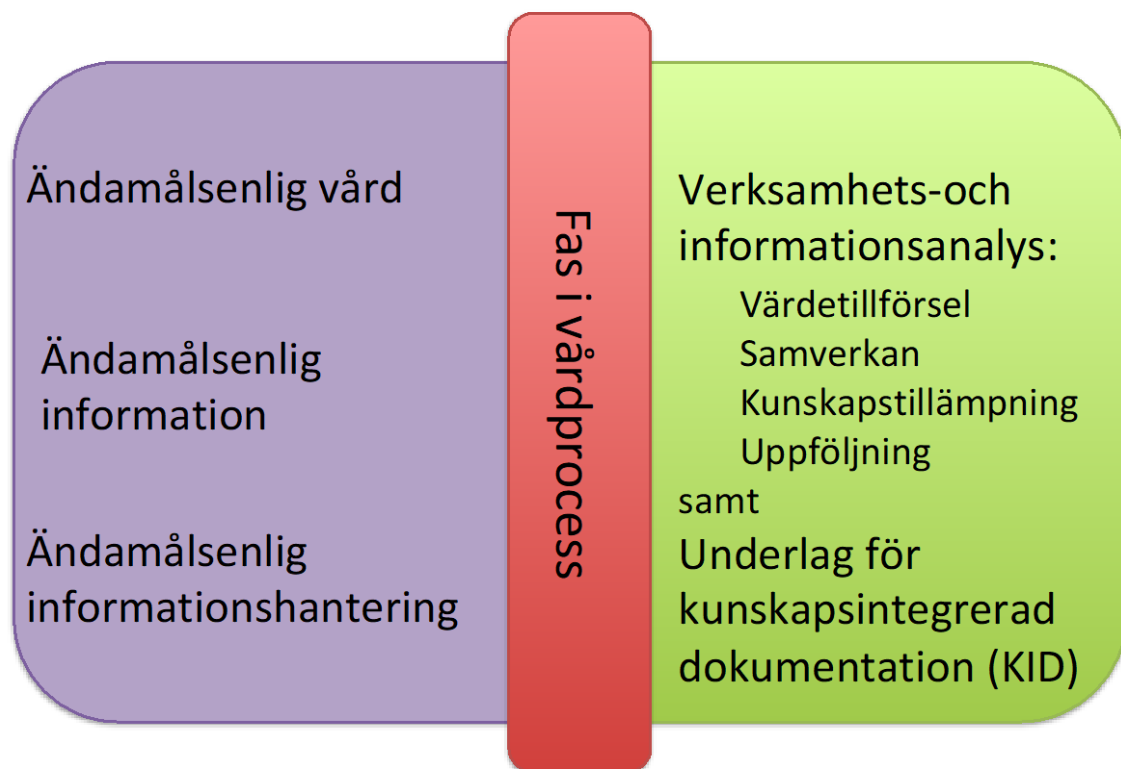 Ändamålsenlig vård
Ändamålsenlig
information
Ändamålsenlig
informationshantering
Fas i vårdprocess
Verksamhets-och
informationsanalys:
Värdetillförsel
Samverkan
Kunskapstillämpning
Uppföljning
samt
Underlag för
kunskapsintegrerad
dokumentation (KID)